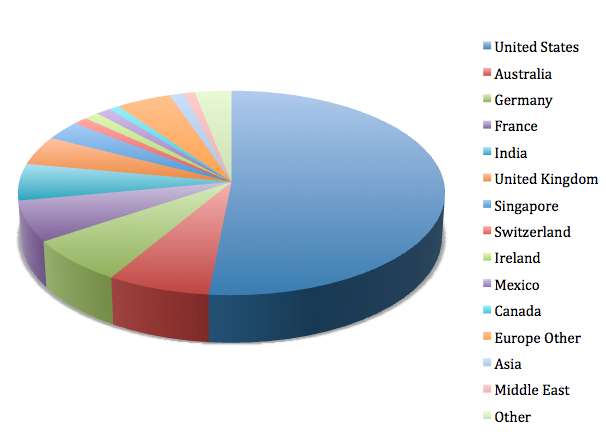 United States
Australia
Germany
France
India
United Kingdom
Singapore
Switzerland
Ireland
Mexico
Canada
Europe Other
Asia
Middle East
Other